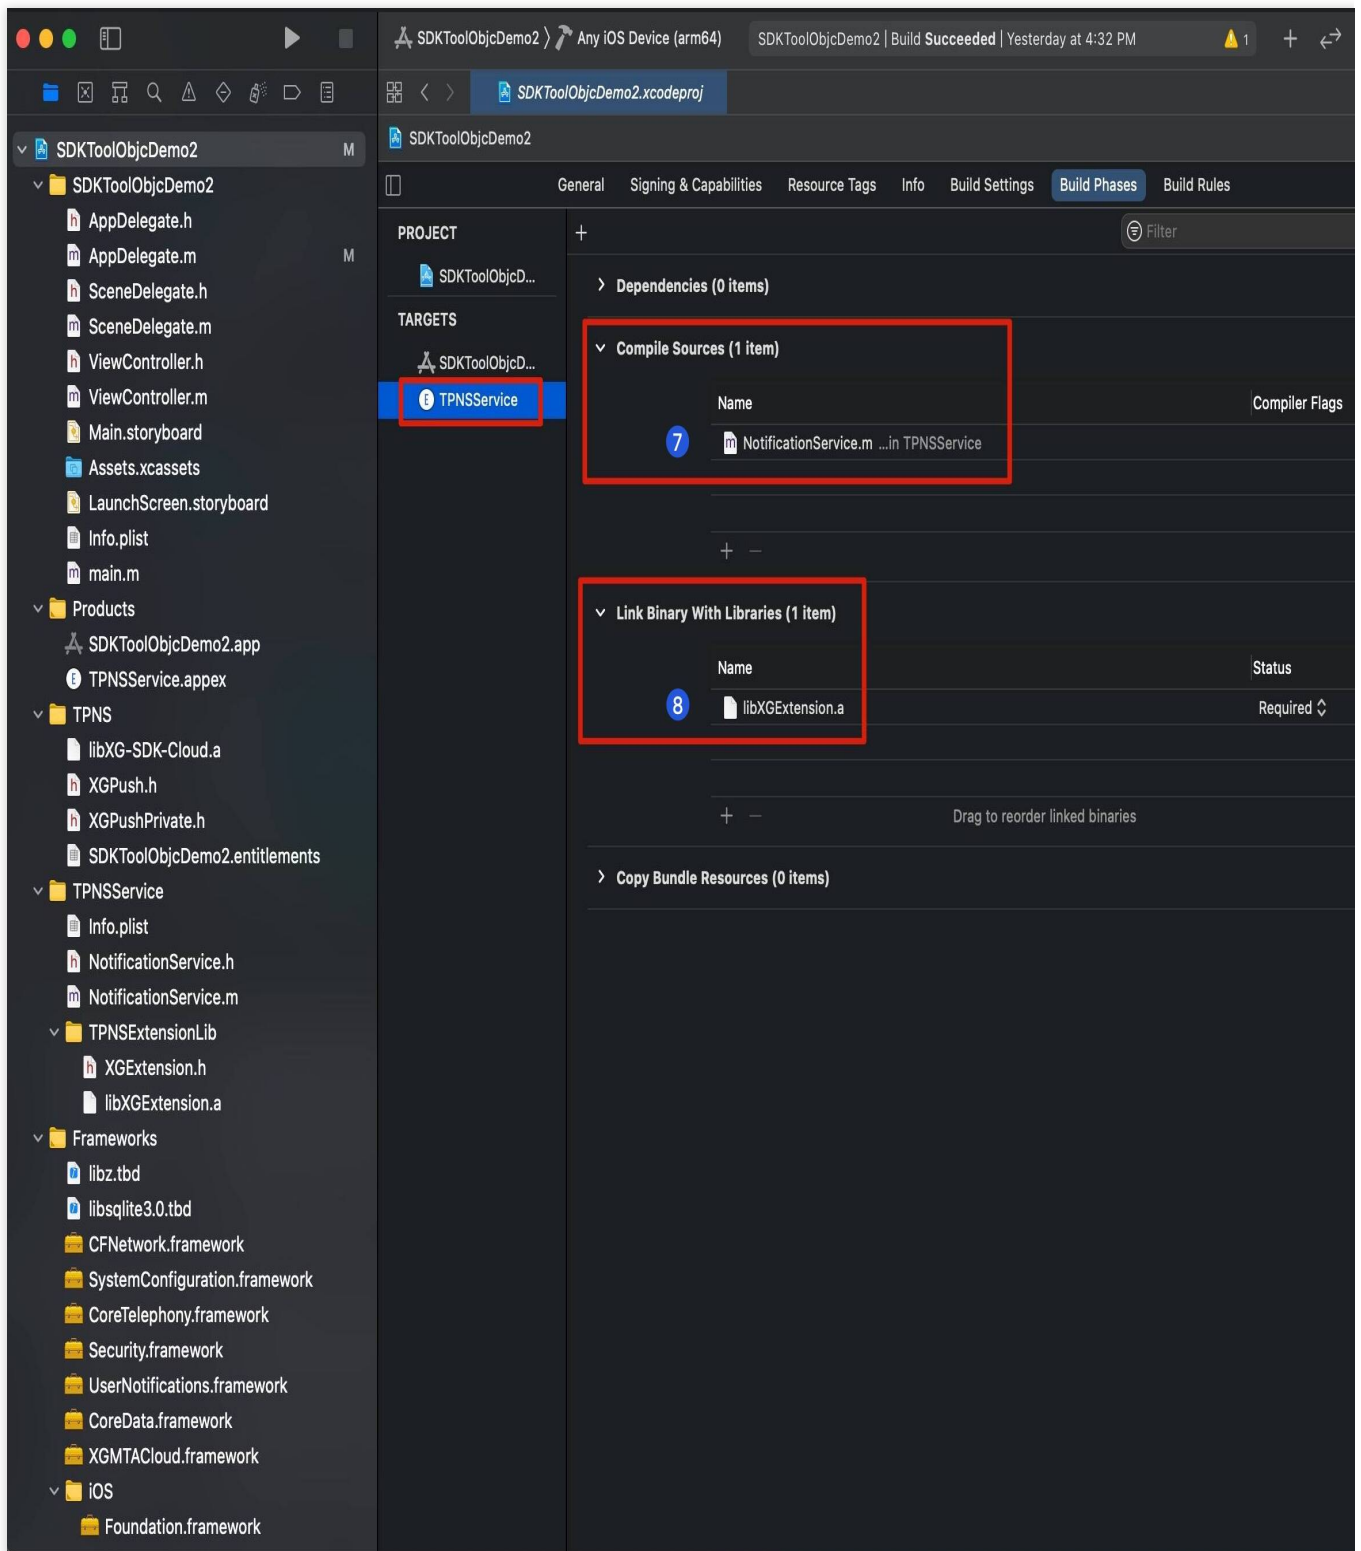 SDKToolObjcDemo2 〉 Any iOS Device (arm64)
SDKToolObjcDemo2 | Build Succeeded | Yesterday at 4:32 PM
1
SDKToolObjcDemo2.xcodeproj
SDKToolObjcDemo2
SDKToolObjcDemo2 M
SDKToolObjcDemo2
AppDelegate.h
AppDelegate.m M
SceneDelegate.h
SceneDelegate.m
ViewController.h
ViewController.m
Main.storyboard
Assets.xcassets
LaunchScreen.storyboard
Info.plist
main.m
Products
SDKToolObjcDemo2.app
TPNSService.appex
TPNS
libXG-SDK-Cloud.a
XGPush.h
XGPushPrivate.h
SDKToolObjcDemo2.entitlements
TPNSService
Info.plist
NotificationService.h
NotificationService.m
TPNSExtensionLib
XGExtension.h
libXGExtension.a
Frameworks
libz.tbd
libsqlite3.0.tbd
CFNetwork.framework
SystemConfiguration.framework
CoreTelephony.framework
Security.framework
UserNotifications.framework
CoreData.framework
XGMTACloud.framework
iOS
Foundation.framework
General Signing & Capabilities Resource Tags Info Build Settings Build Phases Build Rules
PROJECT
SDKToolObjcD...
TARGETS
SDKToolObjcD...
TPNSService
+ Filter
Dependencies (0 items)
Compile Sources (1 item)
Name Compiler Flags
7 NotificationService.m ...in TPNSService
+ −
Link Binary With Libraries (1 item)
Name Status
8 libXGExtension.a Required
+ − Drag to reorder linked binaries
Copy Bundle Resources (0 items)